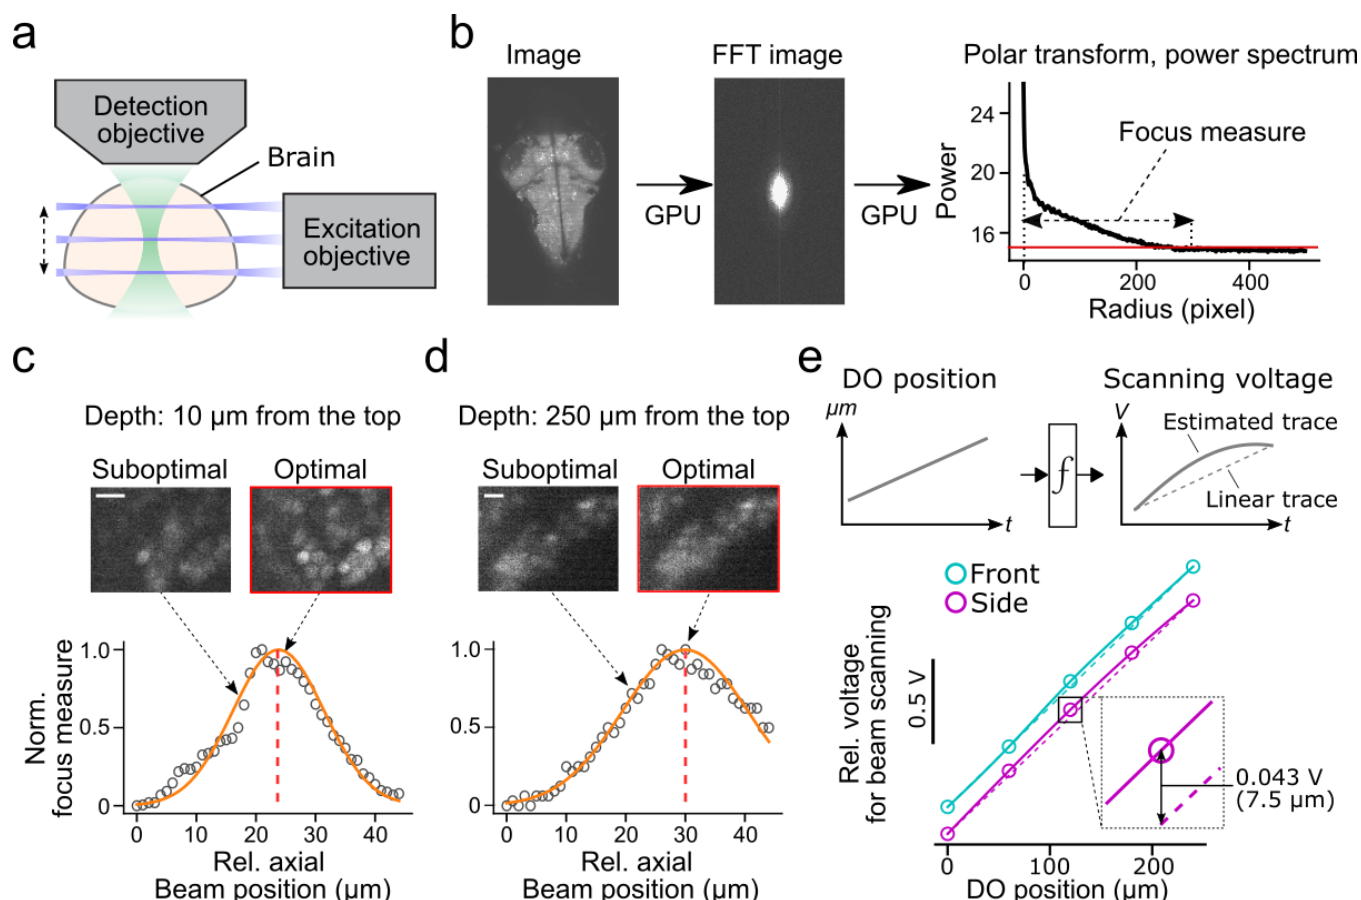 a
Detection
objective
Brain
Excitation
objective
b
Image
FFT image
Polar transform, power spectrum
GPU
GPU
Power
24
20
16
Focus measure
0
200
400
Radius (pixel)
c
Depth: 10 µm from the top
Suboptimal
Optimal
Norm.
focus measure
1.0
0.5
0
0
10
20
30
40
Rel. axial
Beam position (µm)
d
Depth: 250 µm from the top
Suboptimal
Optimal
1.0
0.5
0
0
10
20
30
40
Rel. axial
Beam position (µm)
e
DO position
µm
t
f
Scanning voltage
V
Estimated trace
Linear trace
t
Front
Side
Rel. voltage
for beam scanning
0.5 V
0.043 V
(7.5 µm)
0
100
200
DO position (µm)